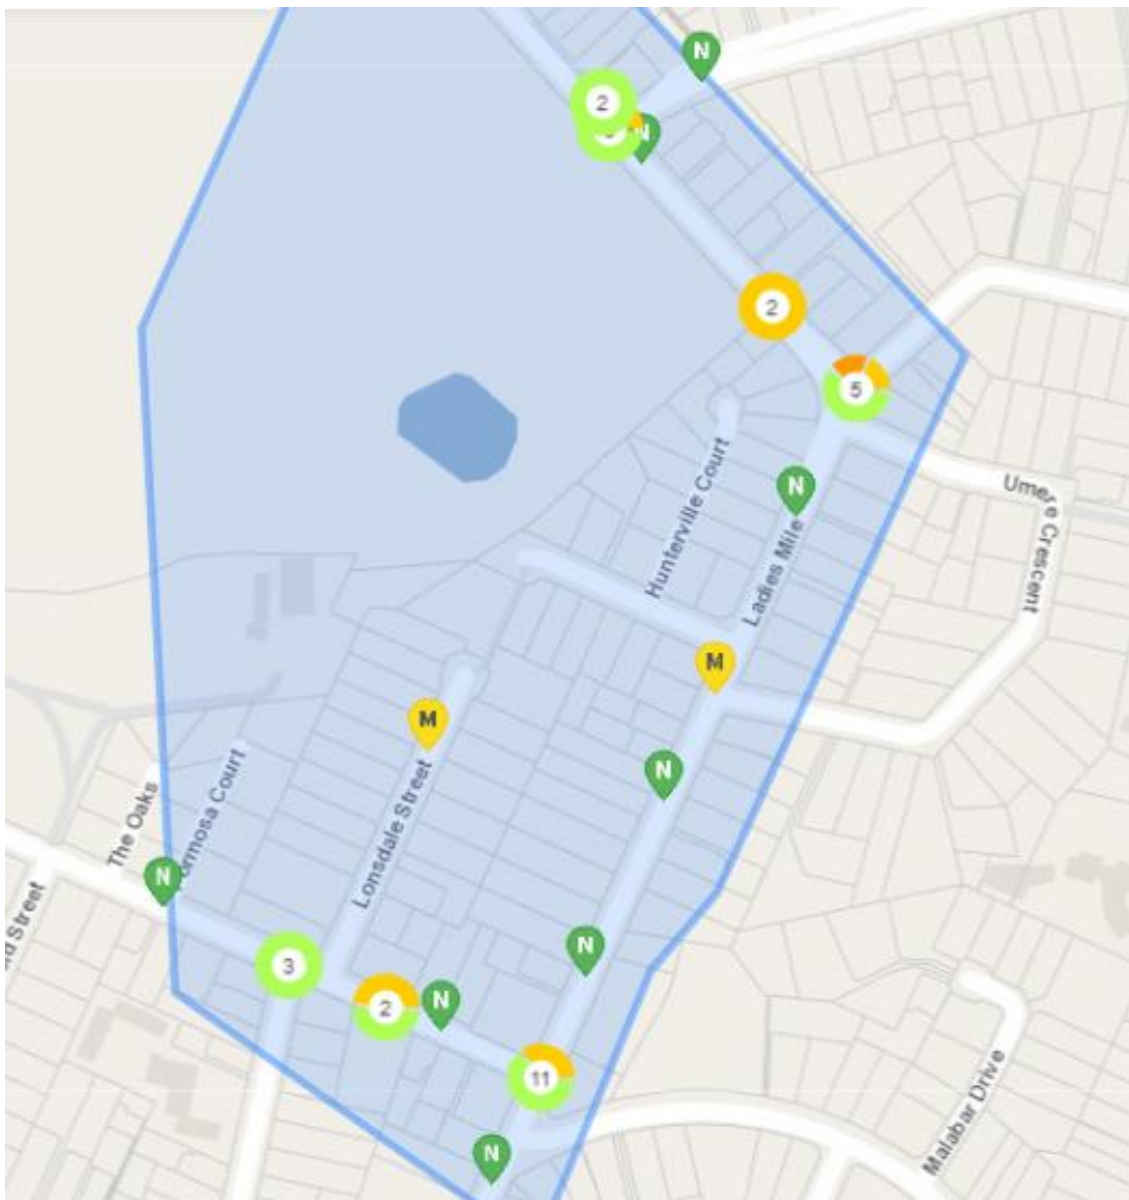 N
2
N
2
5
Umere Crescent
Hunterville Court
N
Ladies Mile
M
M
N
The Oaks
Formosa Court
Lonsdale Street
N
Street
3
2
N
N
11
Malabar Drive
N